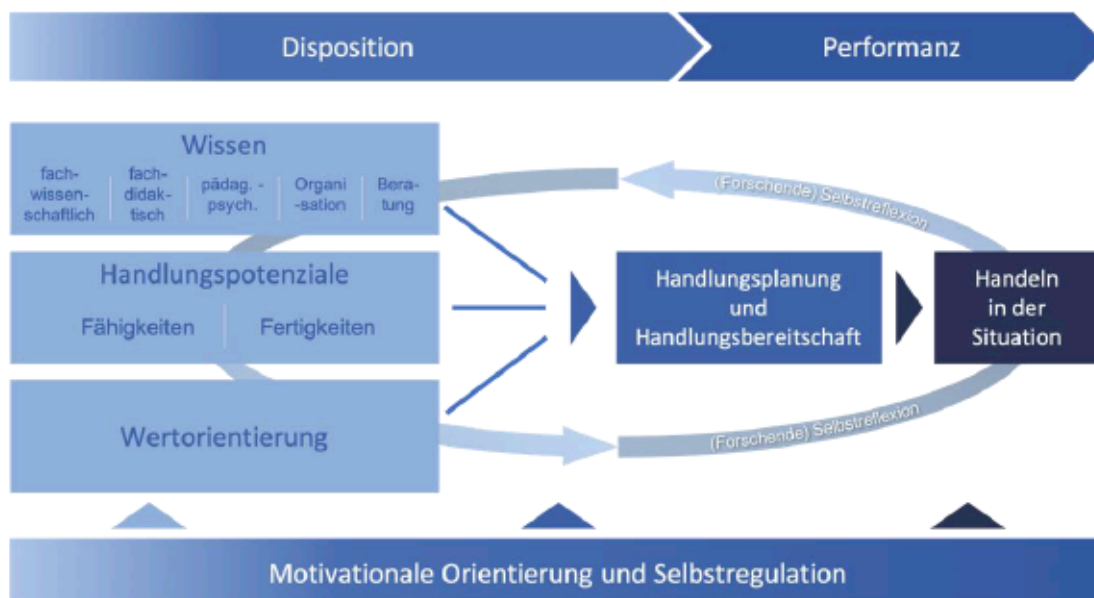 Disposition
Performanz
Wissen
fach-
wissen-
schaftlich
fach-
didak-
tisch
pädag. -
psych.
Organi
-sation
Bera-
tung
(Forschende) Selbstreflexion
Handlungspotenziale
Fähigkeiten
Fertigkeiten
Handlungsplanung
und
Handlungsbereitschaft
Handeln
in der
Situation
Wertorientierung
(Forschende) Selbstreflexion
Motivationale Orientierung und Selbstregulation